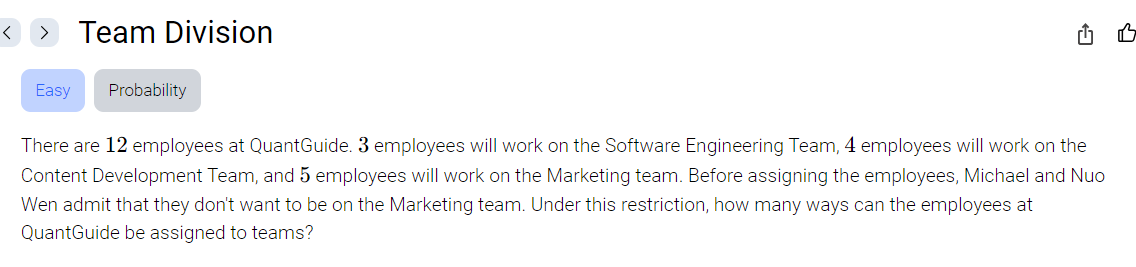 Team Division
Easy
Probability
There are 12 employees at QuantGuide. 3 employees will work on the Software Engineering Team, 4 employees will work on the
Content Development Team, and 5 employees will work on the Marketing team. Before assigning the employees, Michael and Nuo
Wen admit that they don't want to be on the Marketing team. Under this restriction, how many ways can the employees at
QuantGuide be assigned to teams?